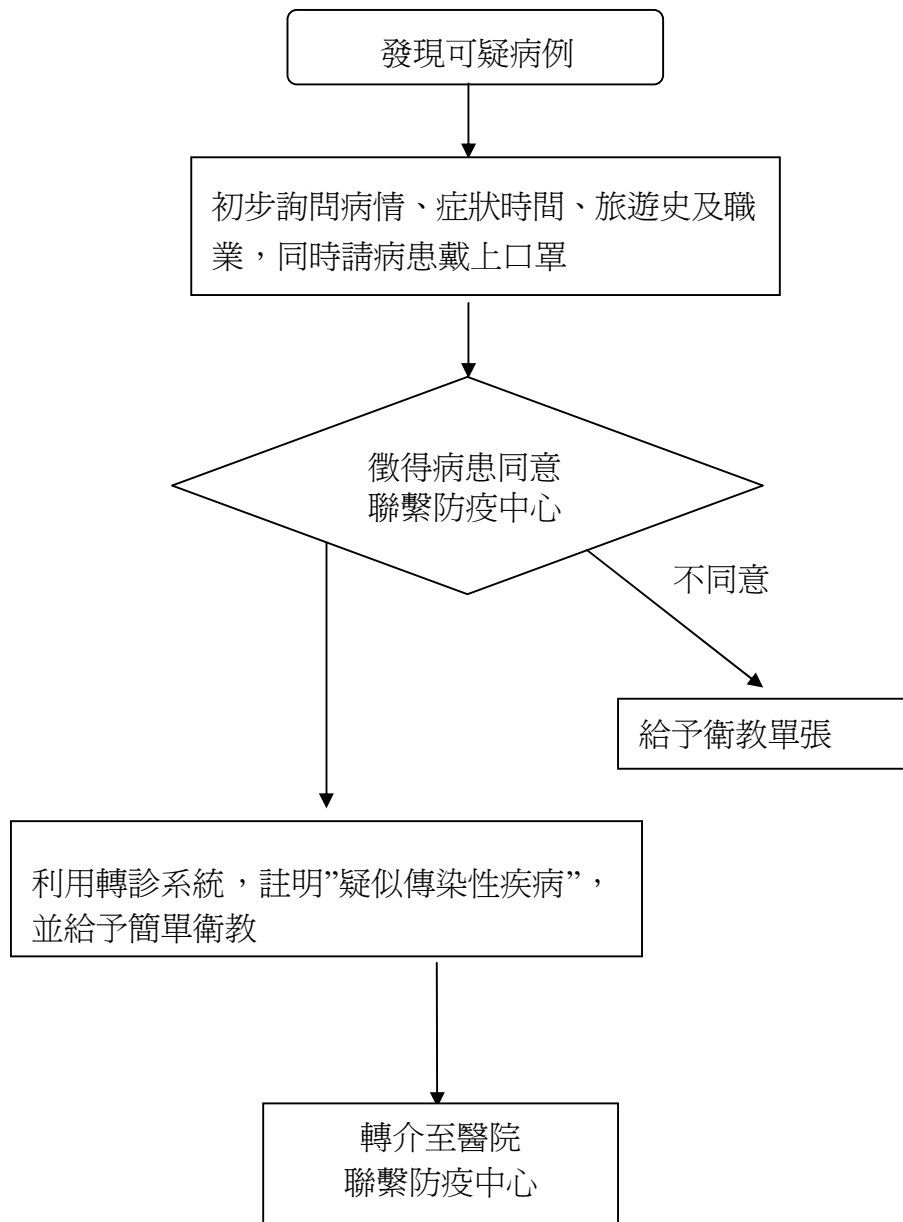 發現可疑病例
初步詢問病情、症狀時間、旅遊史及職
業，同時請病患戴上口罩
徵得病患同意
聯繫防疫中心
不同意
給予衛教單張
利用轉診系統，註明”疑似傳染性疾病”，
並給予簡單衛教
轉介至醫院
聯繫防疫中心